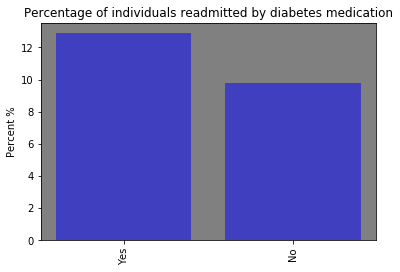 Percentage of individuals readmitted by diabetes medication
Percent %
12
10
8
6
4
2
0
Yes
No